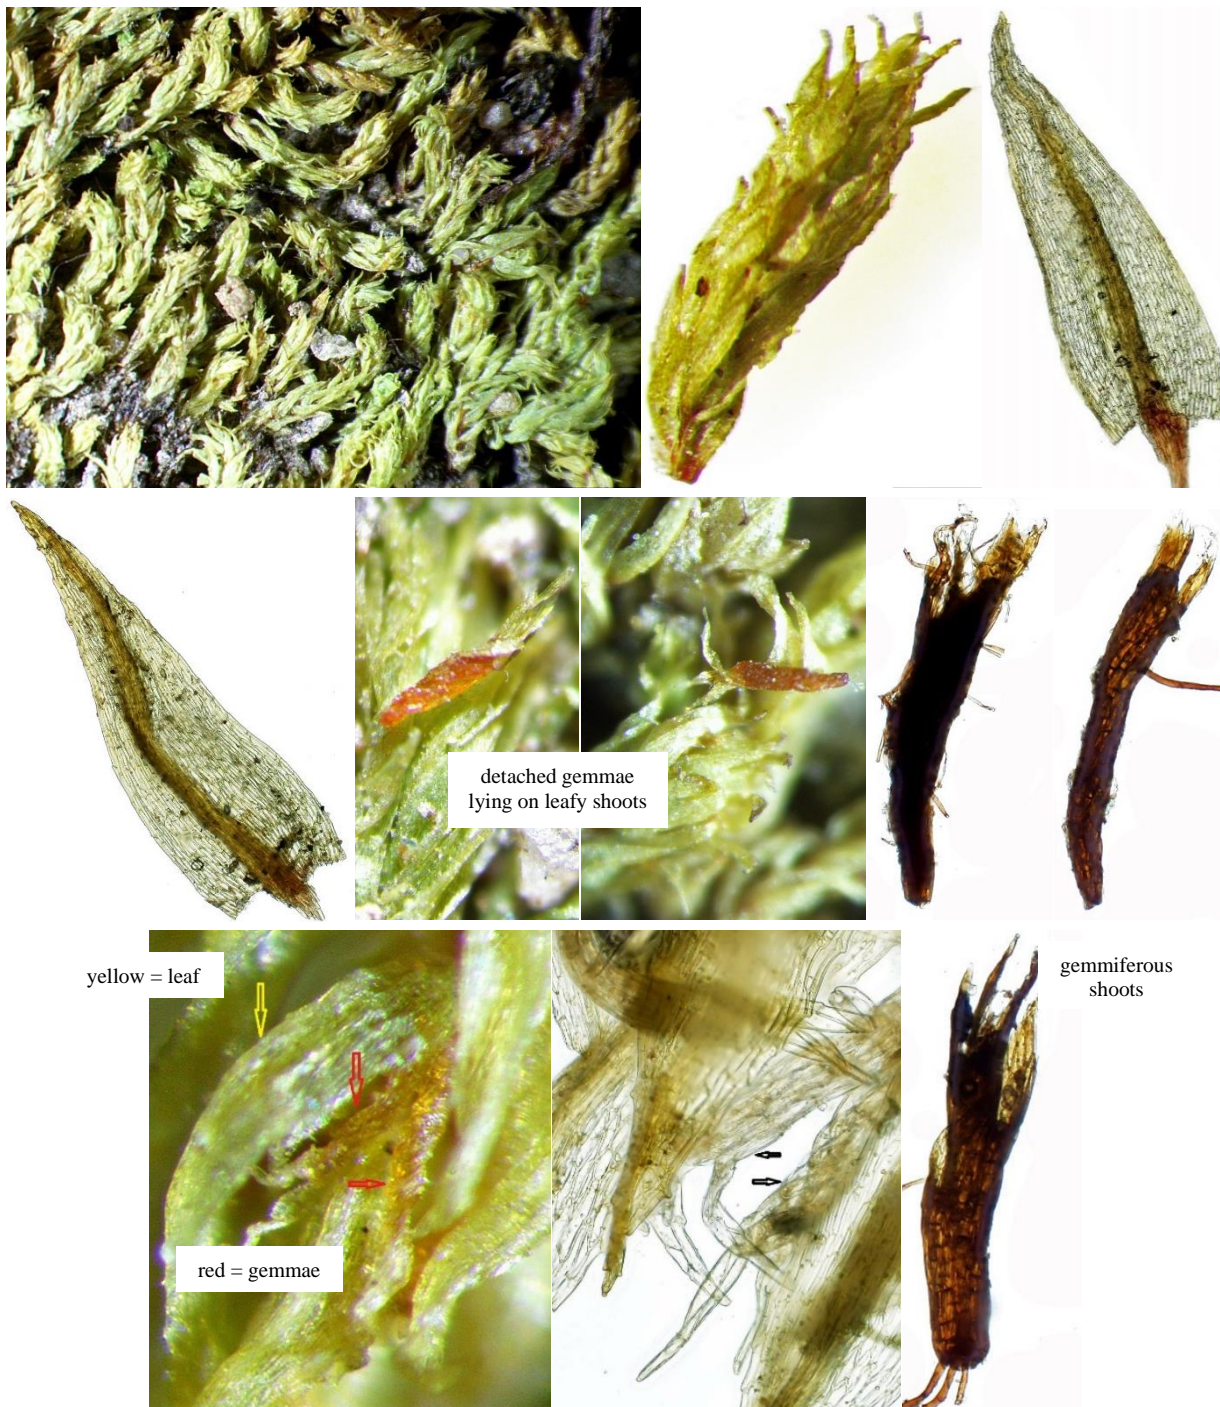 detached gemmae
lying on leafy shoots
yellow = leaf
gemmiferous
shoots
red = gemmae